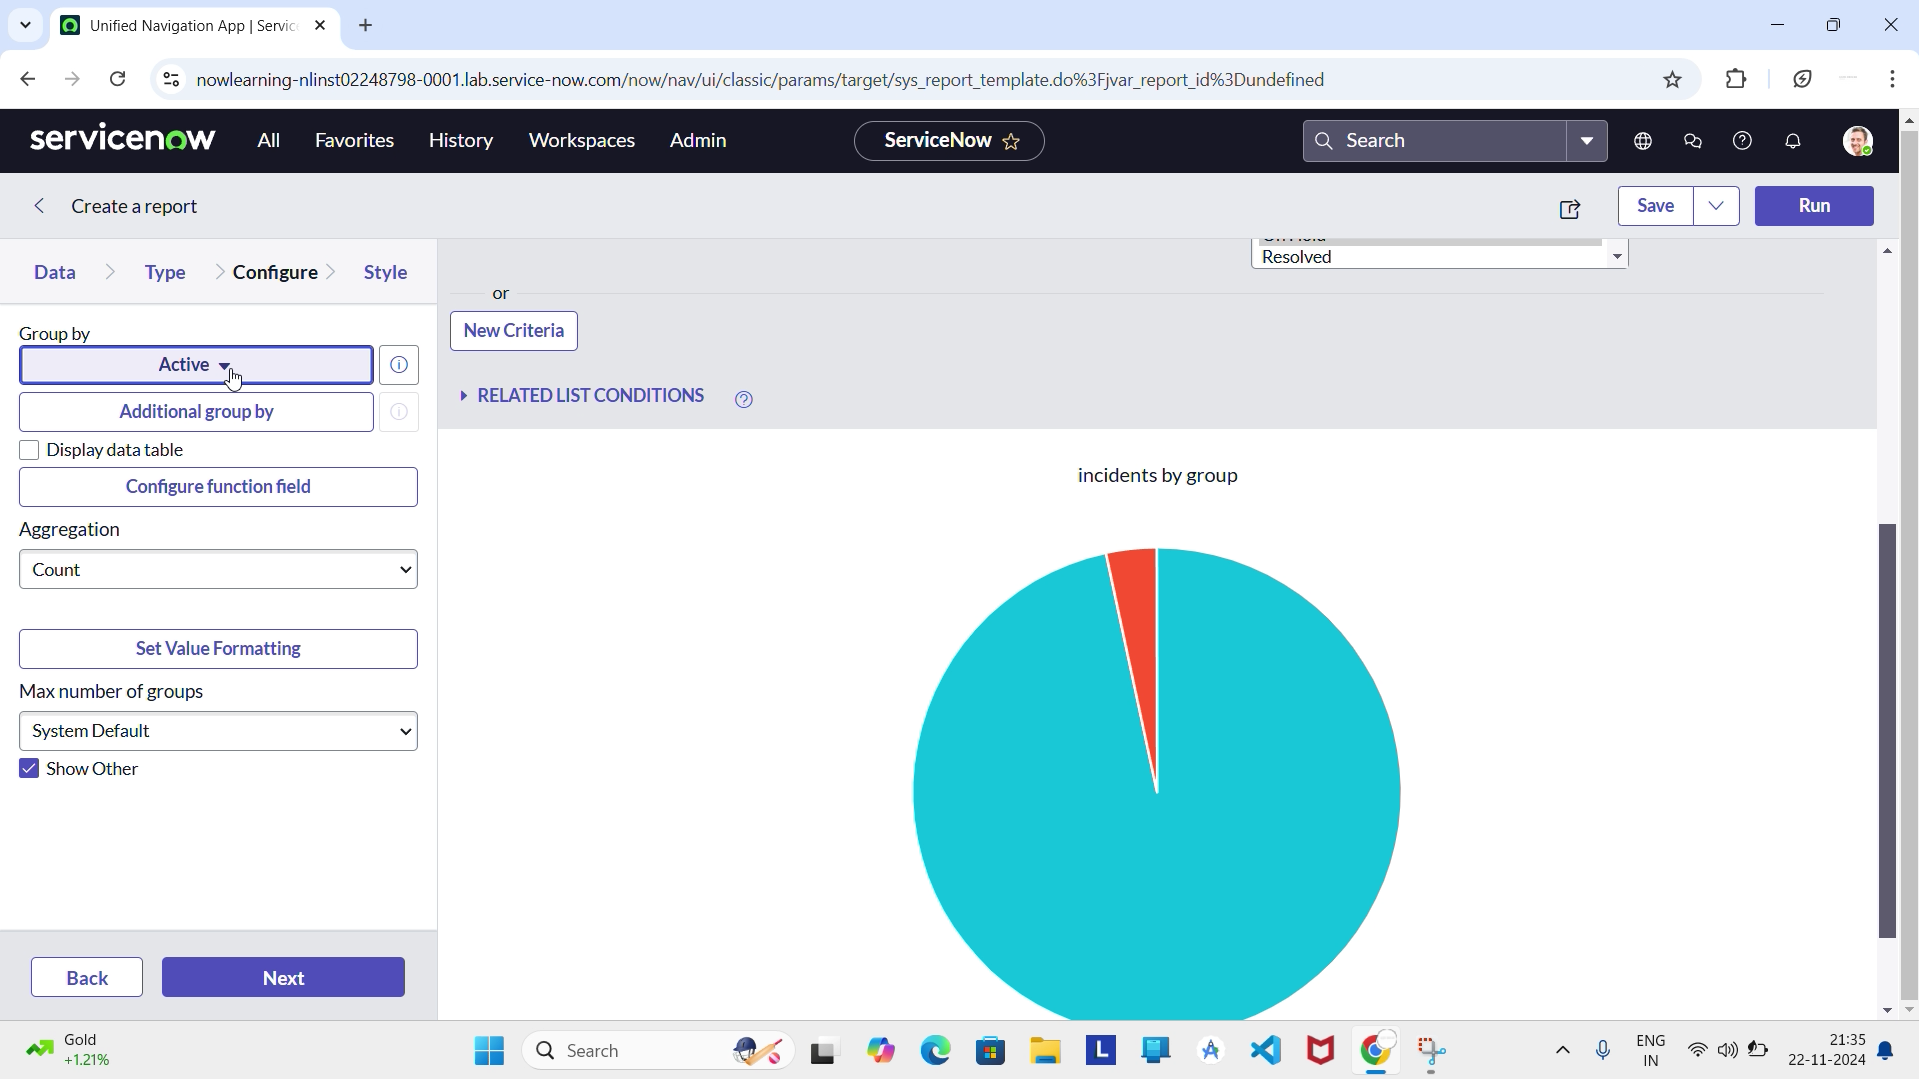 Unified Navigation App | Servic
nowlearning-nlinst02248798-0001.lab.service-now.com/now/nav/ui/classic/params/target/sys_report_template.do%3Fjvar_report_id%3Dundefined
servicenow
All
Favorites
History
Workspaces
Admin
ServiceNow
Search
Create a report
Save
Run
Data
Type
Configure
Style
Group by
Active
Additional group by
Display data table
Configure function field
Aggregation
Count
Set Value Formatting
Max number of groups
System Default
Show Other
Back
Next
Resolved
or
New Criteria
RELATED LIST CONDITIONS
incidents by group
Gold
+1.21%
Search
L
ENG
IN
21:35
22-11-2024